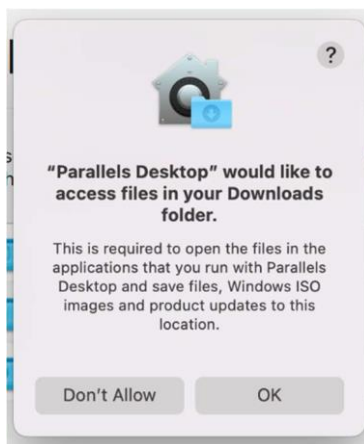 ?
“Parallels Desktop” would like to
access files in your Downloads
folder.
This is required to open the files in the
applications that you run with Parallels
Desktop and save files, Windows ISO
images and product updates to this
location.
Don't Allow
OK